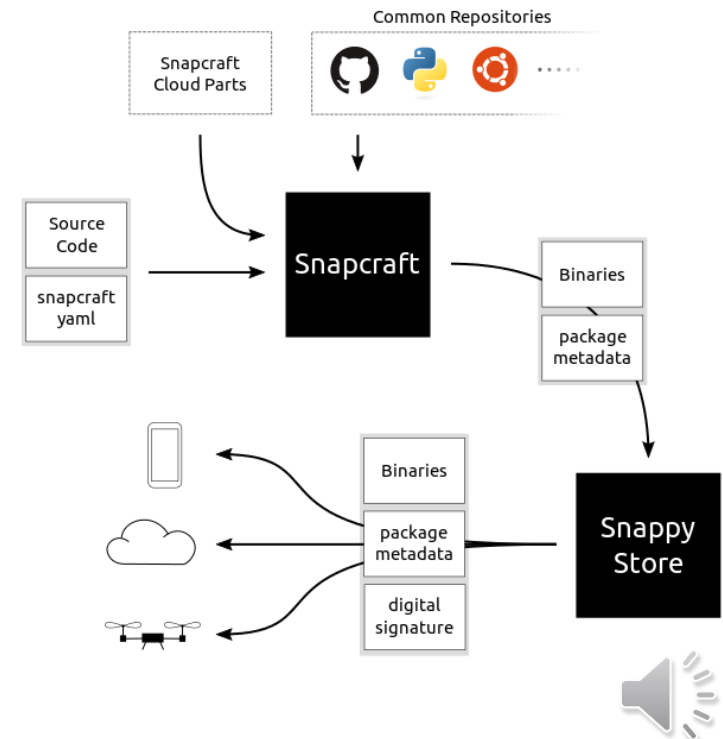 Common Repositories
Snapcraft
Cloud Parts
Source
Code
snapcraft
yaml
Snapcraft
Binaries
package
metadata
Binaries
package
metadata
digital
signature
Snappy
Store